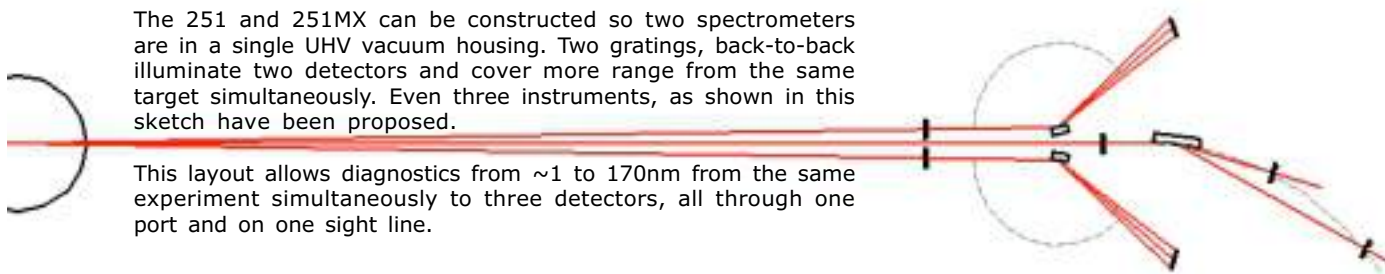 The 251 and 251MX can be constructed so two spectrometers
are in a single UHV vacuum housing. Two gratings, back-to-back
illuminate two detectors and cover more range from the same
target simultaneously. Even three instruments, as shown in this
sketch have been proposed.
This layout allows diagnostics from ~1 to 170nm from the same
experiment simultaneously to three detectors, all through one
port and on one sight line.